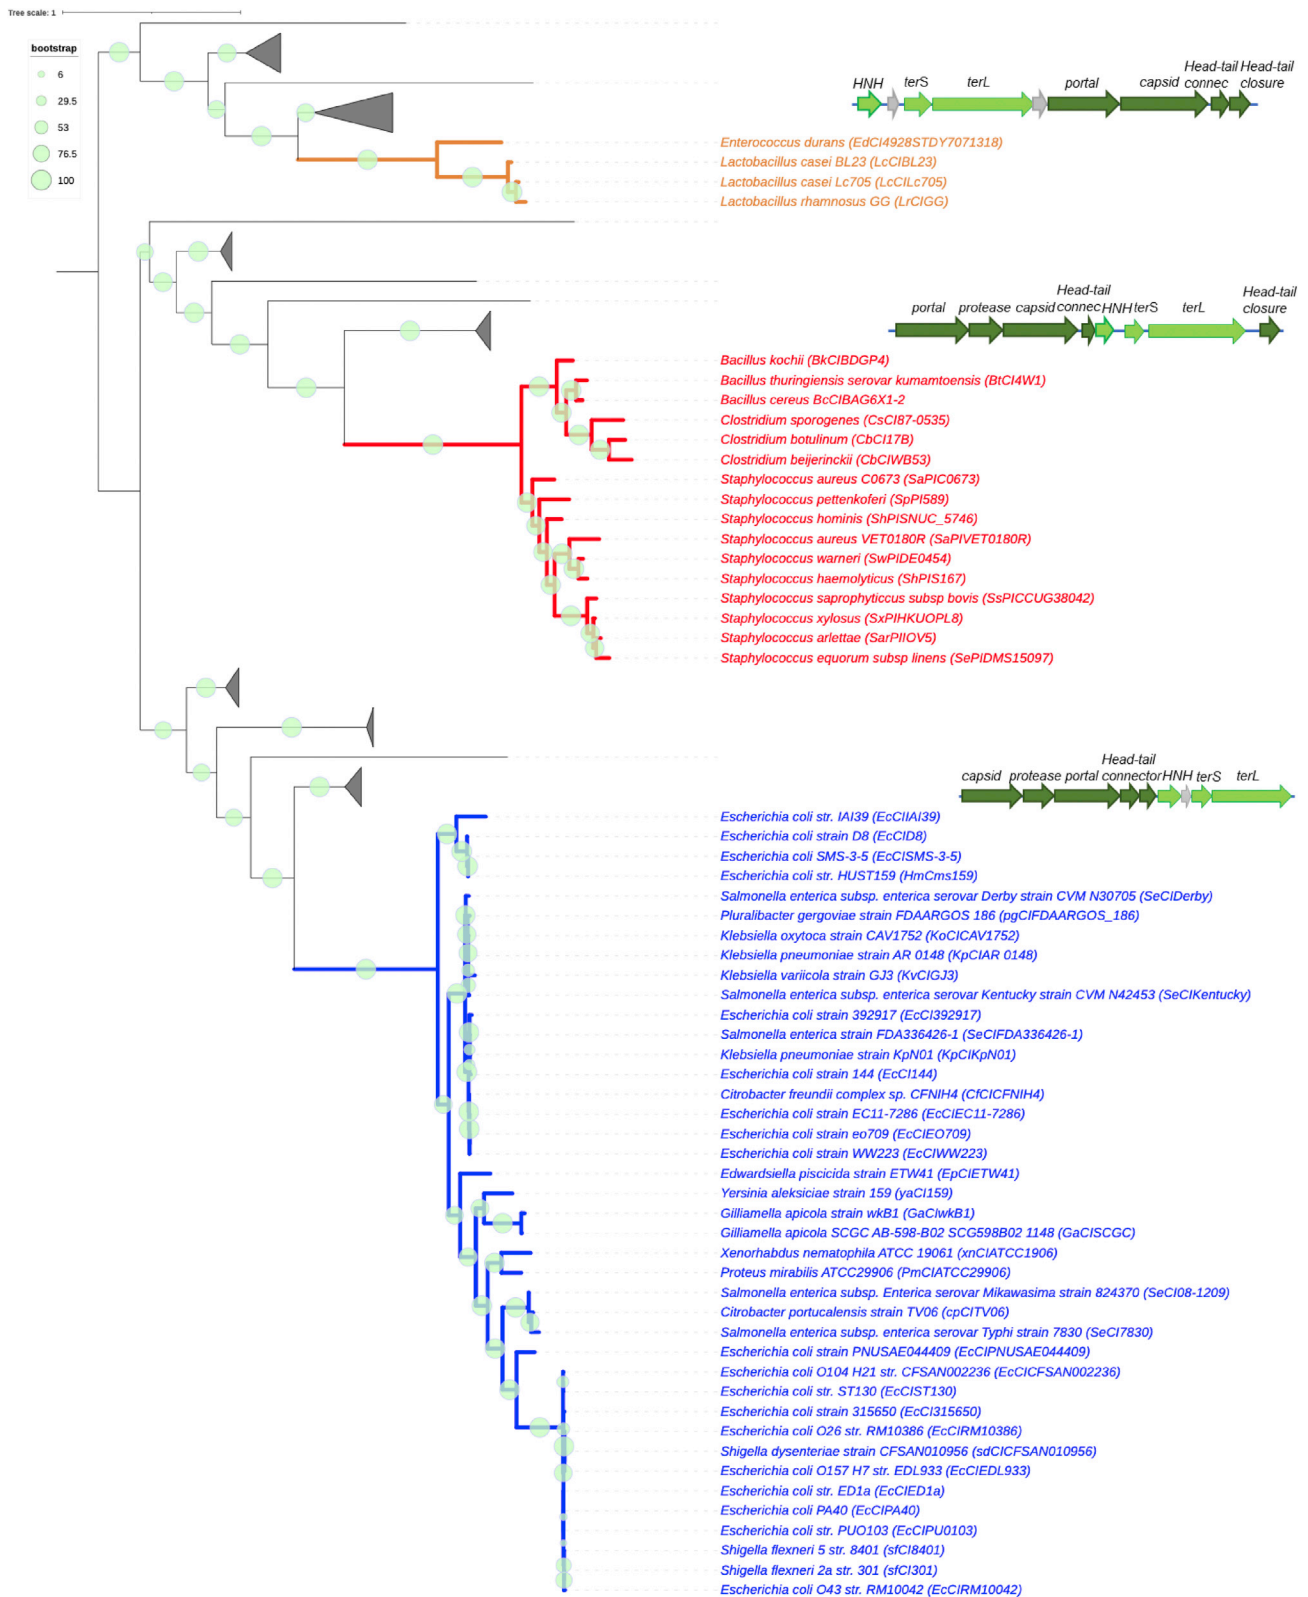 Tree scale: 1
bootstrap
6
29.5
53
76.5
100
HNH terS terL portal capsid Head-tail connec Head-tail closure
Enterococcus durans (EdCI4928STDY7071318)
Lactobacillus casei BL23 (LcCIBL23)
Lactobacillus casei Lc705 (LcCILc705)
Lactobacillus rhamnosus GG (LrCIGG)
portal protease capsid Head-tail connec HNH terS terL Head-tail closure
Bacillus kochii (BkCIBDGP4)
Bacillus thuringiensis serovar kumamtoensis (BtCI4W1)
Bacillus cereus BcCIBAG6X1-2
Clostridium sporogenes (CsCI87-0535)
Clostridium botulinum (CbCI17B)
Clostridium beijerinckii (CbCIWB53)
Staphylococcus aureus C0673 (SaPIC0673)
Staphylococcus pettenkoferi (SpPI589)
Staphylococcus hominis (ShPISNUC_5746)
Staphylococcus aureus VET0180R (SaPIVET0180R)
Staphylococcus warneri (SwPIDE0454)
Staphylococcus haemolyticus (ShPIS167)
Staphylococcus saprophyticcus subsp bovis (SsPICCUG38042)
Staphylococcus xylosus (SxPIHKUOPL8)
Staphylococcus arlettae (SarPIIOV5)
Staphylococcus equorum subsp linens (SePIDMS15097)
capsid protease portal Head-tail connector HNH terS terL
Escherichia coli str. IAI39 (EcCIIAI39)
Escherichia coli strain D8 (EcCID8)
Escherichia coli SMS-3-5 (EcCISMS-3-5)
Escherichia coli str. HUST159 (HmCms159)
Salmonella enterica subsp. enterica serovar Derby strain CVM N30705 (SeCIDerby)
Pluralibacter gergoviae strain FDAARGOS 186 (pgCIFDAARGOS_186)
Klebsiella oxytoca strain CAV1752 (KoCICAV1752)
Klebsiella pneumoniae strain AR 0148 (KpCIAR 0148)
Klebsiella variicola strain GJ3 (KvCIGJ3)
Salmonella enterica subsp. enterica serovar Kentucky strain CVM N42453 (SeCIKentucky)
Escherichia coli strain 392917 (EcCI392917)
Salmonella enterica strain FDA336426-1 (SeCIFDA336426-1)
Klebsiella pneumoniae strain KpN01 (KpCIKpN01)
Escherichia coli strain 144 (EcCI144)
Citrobacter freundii complex sp. CFNIH4 (CfCICFNIH4)
Escherichia coli strain EC11-7286 (EcCIEC11-7286)
Escherichia coli strain eo709 (EcCIEO709)
Escherichia coli strain WW223 (EcCIWW223)
Edwardsiella piscicida strain ETW41 (EpCIETW41)
Yersinia aleksiciae strain 159 (yaCI159)
Gilliamella apicola strain wkB1 (GaCIwkB1)
Gilliamella apicola SCGC AB-598-B02 SCG598B02 1148 (GaCISCGC)
Xenorhabdus nematophila ATCC 19061 (xnCIATCC1906)
Proteus mirabilis ATCC29906 (PmCIATCC29906)
Salmonella enterica subsp. Enterica serovar Mikawasima strain 824370 (SeCI08-1209)
Citrobacter portucalensis strain TV06 (cpCITV06)
Salmonella enterica subsp. enterica serovar Typhi strain 7830 (SeCI7830)
Escherichia coli strain PNUSAE044409 (EcCIPNUSAE044409)
Escherichia coli O104 H21 str. CFSAN002236 (EcCICFSAN002236)
Escherichia coli str. ST130 (EcCIST130)
Escherichia coli strain 315650 (EcCI315650)
Escherichia coli O26 str. RM10386 (EcCIRM10386)
Shigella dysenteriae strain CFSAN010956 (sdCICFSAN010956)
Escherichia coli O157 H7 str. EDL933 (EcCIEDL933)
Escherichia coli str. ED1a (EcCIED1a)
Escherichia coli PA40 (EcCIPA40)
Escherichia coli str. PUO103 (EcCIPU0103)
Shigella flexneri 5 str. 8401 (sfCI8401)
Shigella flexneri 2a str. 301 (sfCI301)
Escherichia coli O43 str. RM10042 (EcCIRM10042)